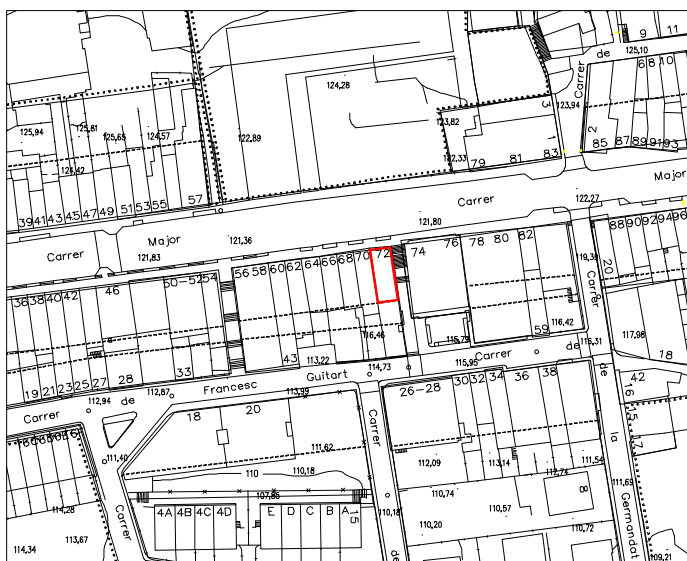 9 11
125,10
de
Carrer
6 8 10
124,28
93,94
3
123,82
125,94
125,81
125,65
124,57
122,89
1
2
124,42
122,33
79 81 83
85 87 89 91 93
57
39 41 43 45 47 49 51 53 55
Carrer Major
122,27
121,80
Carrer Major
121,36
121,83
88 90 92 94 96
74 76 78 80 82
56 58 60 62 64 66 68 70 72
119,39
Carrer
20
50-52 54
46
36 38 40 42
116,46
115,79
116,42
59
117,98
116,31
18
43
113,22
114,73
115,95
Carrer de
Francesc Guitart
19 21 23 25 27 28 33
112,94
de
112,87
Carrer
113,99
18 20
26-28 30 32 34 36 38
42
16
15
17
de
la
Germandat
Carrer
111,62
111,40
110
110,18
112,09
113,14
112,74
111,54
111,69
107,86
110,74
110,57
8
114,28
113,67
114,34
Carrer
4A 4B 4C 4D
E D C B A
15
110,18
110,20
110,72
109,21
de